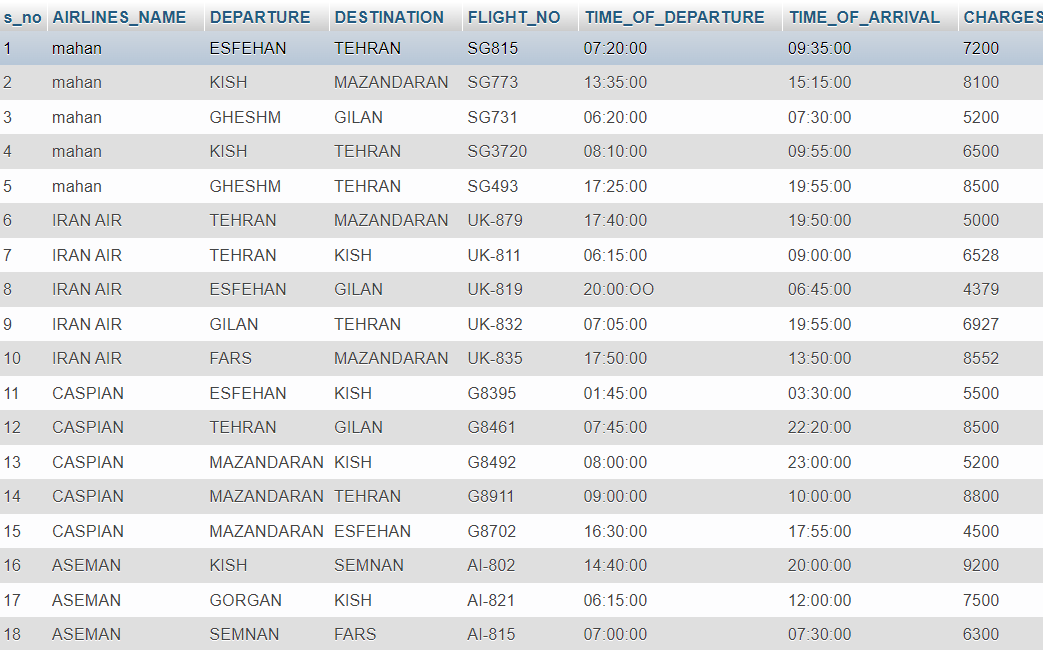 s_no AIRLINES_NAME DEPARTURE DESTINATION FLIGHT_NO TIME_OF_DEPARTURE TIME_OF_ARRIVAL CHARGES
1 mahan ESFEHAN TEHRAN SG815 07:20:00 09:35:00 7200
2 mahan KISH MAZANDARAN SG773 13:35:00 15:15:00 8100
3 mahan GHESHM GILAN SG731 06:20:00 07:30:00 5200
4 mahan KISH TEHRAN SG3720 08:10:00 09:55:00 6500
5 mahan GHESHM TEHRAN SG493 17:25:00 19:55:00 8500
6 IRAN AIR TEHRAN MAZANDARAN UK-879 17:40:00 19:50:00 5000
7 IRAN AIR TEHRAN KISH UK-811 06:15:00 09:00:00 6528
8 IRAN AIR ESFEHAN GILAN UK-819 20:00:OO 06:45:00 4379
9 IRAN AIR GILAN TEHRAN UK-832 07:05:00 19:55:00 6927
10 IRAN AIR FARS MAZANDARAN UK-835 17:50:00 13:50:00 8552
11 CASPIAN ESFEHAN KISH G8395 01:45:00 03:30:00 5500
12 CASPIAN TEHRAN GILAN G8461 07:45:00 22:20:00 8500
13 CASPIAN MAZANDARAN KISH G8492 08:00:00 23:00:00 5200
14 CASPIAN MAZANDARAN TEHRAN G8911 09:00:00 10:00:00 8800
15 CASPIAN MAZANDARAN ESFEHAN G8702 16:30:00 17:55:00 4500
16 ASEMAN KISH SEMNAN AI-802 14:40:00 20:00:00 9200
17 ASEMAN GORGAN KISH AI-821 06:15:00 12:00:00 7500
18 ASEMAN SEMNAN FARS AI-815 07:00:00 07:30:00 6300